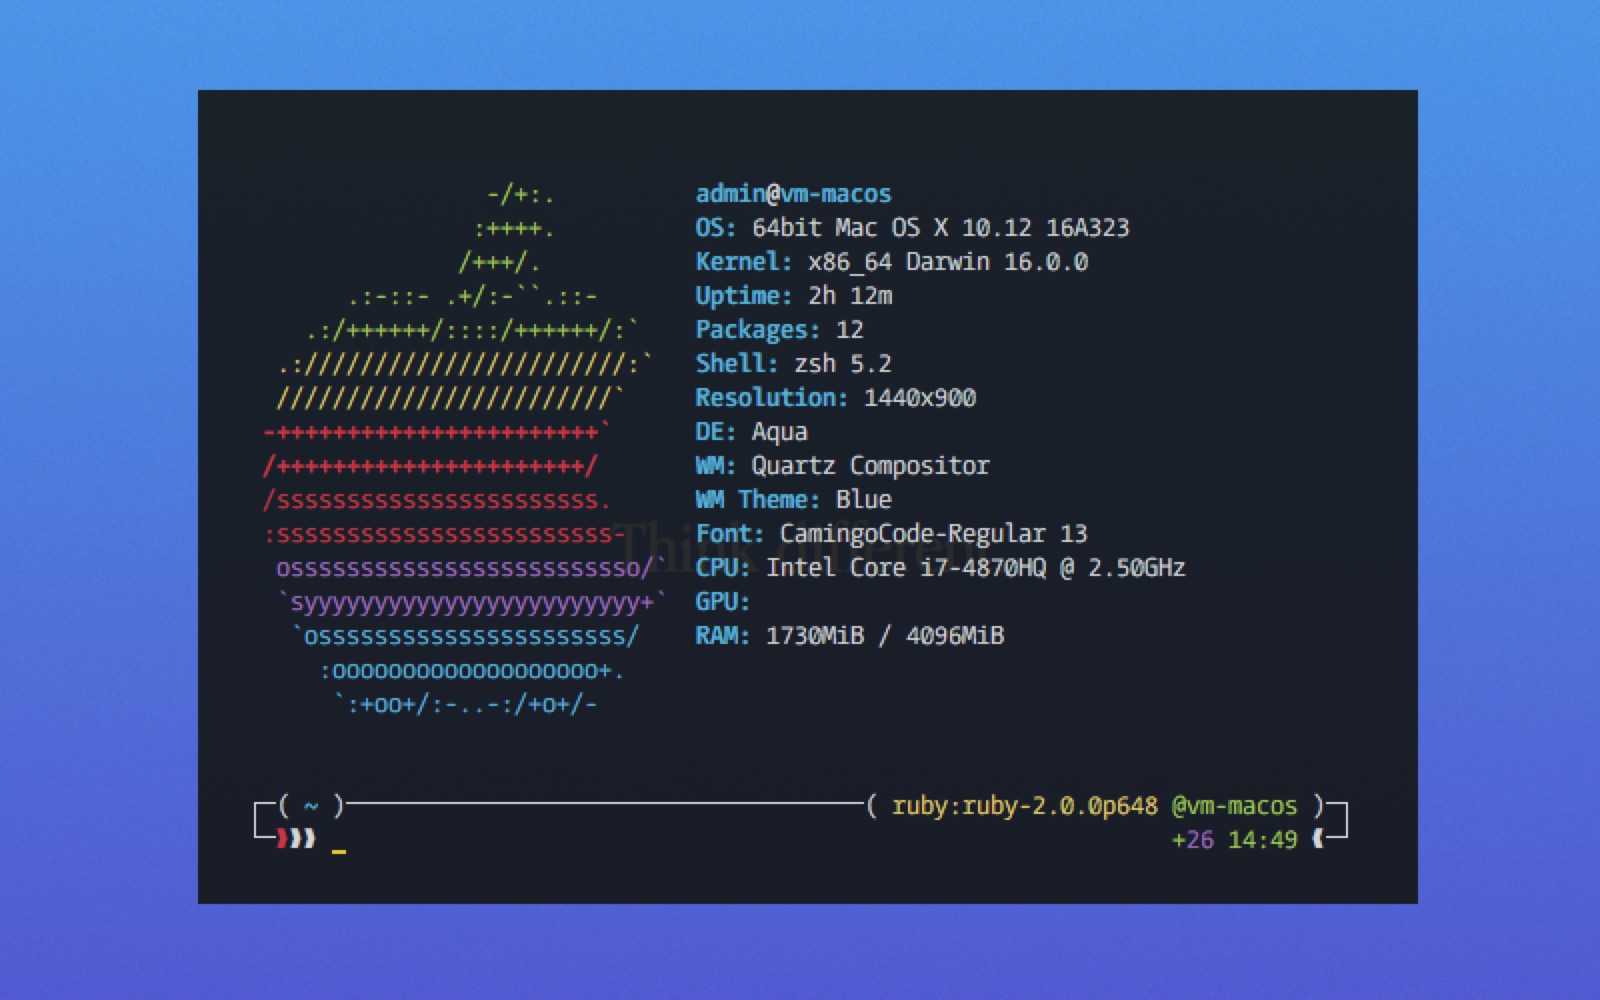 -/+:.
:++++.
/+++/.
.:-::- .+/:-``.::-
.:/++++++/::::/++++++/:`
.:///////////////////////:`
////////////////////////`
-+++++++++++++++++++++++`
/++++++++++++++++++++++/
/sssssssssssssssssssssss.
:ssssssssssssssssssssssss-
osssssssssssssssssssssssso/`
`syyyyyyyyyyyyyyyyyyyyyyyy+`
`ossssssssssssssssssssss/
:ooooooooooooooooooo+.
`:+oo+/:-..-:/+o+/-
admin@vm-macos
OS: 64bit Mac OS X 10.12 16A323
Kernel: x86_64 Darwin 16.0.0
Uptime: 2h 12m
Packages: 12
Shell: zsh 5.2
Resolution: 1440x900
DE: Aqua
WM: Quartz Compositor
WM Theme: Blue
Font: CamingoCode-Regular 13
CPU: Intel Core i7-4870HQ @ 2.50GHz
GPU:
RAM: 1730MiB / 4096MiB
Think different
( ~ ) ( ruby:ruby-2.0.0p648 @vm-macos )
+26 14:49